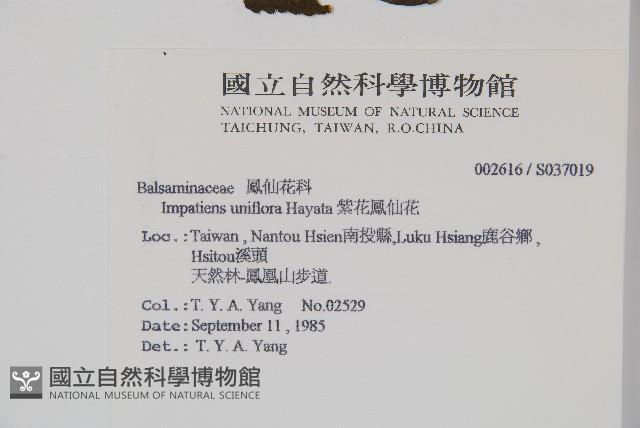 國立自然科學博物館
NATIONAL MUSEUM OF NATURAL SCIENCE
TAICHUNG, TAIWAN, R.O.CHINA
002616 / S037019
Balsaminaceae 鳳仙花科
Impatiens uniflora Hayata 紫花鳳仙花
Loc.:Taiwan , Nantou Hsien南投縣,Luku Hsiang鹿谷鄉 ,
Hsitou溪頭
天然林-鳳凰山步道.
Col.: T. Y. A. Yang No.02529
Date: September 11 , 1985
Det.: T. Y. A. Yang
國立自然科學博物館
NATIONAL MUSEUM OF NATURAL SCIENCE